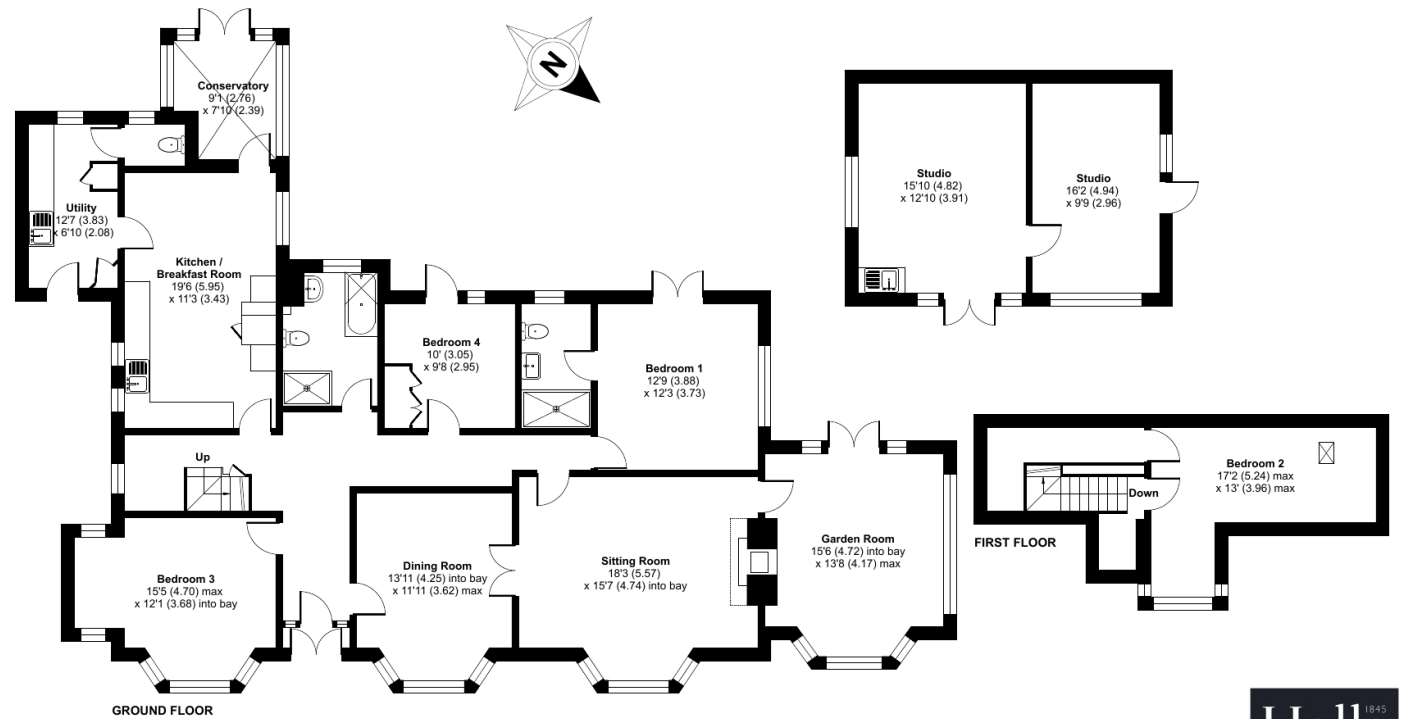 N
Conservatory
9'1 (2.76)
x 7'10 (2.39)
Utility
12'7 (3.83)
x 6'10 (2.08)
Kitchen /
Breakfast Room
19'6 (5.95)
x 11'3 (3.43)
Bedroom 4
10' (3.05)
x 9'8 (2.95)
Bedroom 1
12'9 (3.88)
x 12'3 (3.73)
Studio
15'10 (4.82)
x 12'10 (3.91)
Studio
16'2 (4.94)
x 9'9 (2.96)
Up
Bedroom 3
15'5 (4.70) max
x 12'1 (3.68) into bay
Dining Room
13'11 (4.25) into bay
x 11'11 (3.62) max
Sitting Room
18'3 (5.57)
x 15'7 (4.74) into bay
Garden Room
15'6 (4.72) into bay
x 13'8 (4.17) max
Bedroom 2
17'2 (5.24) max
x 13' (3.96) max
Down
FIRST FLOOR
GROUND FLOOR
1845